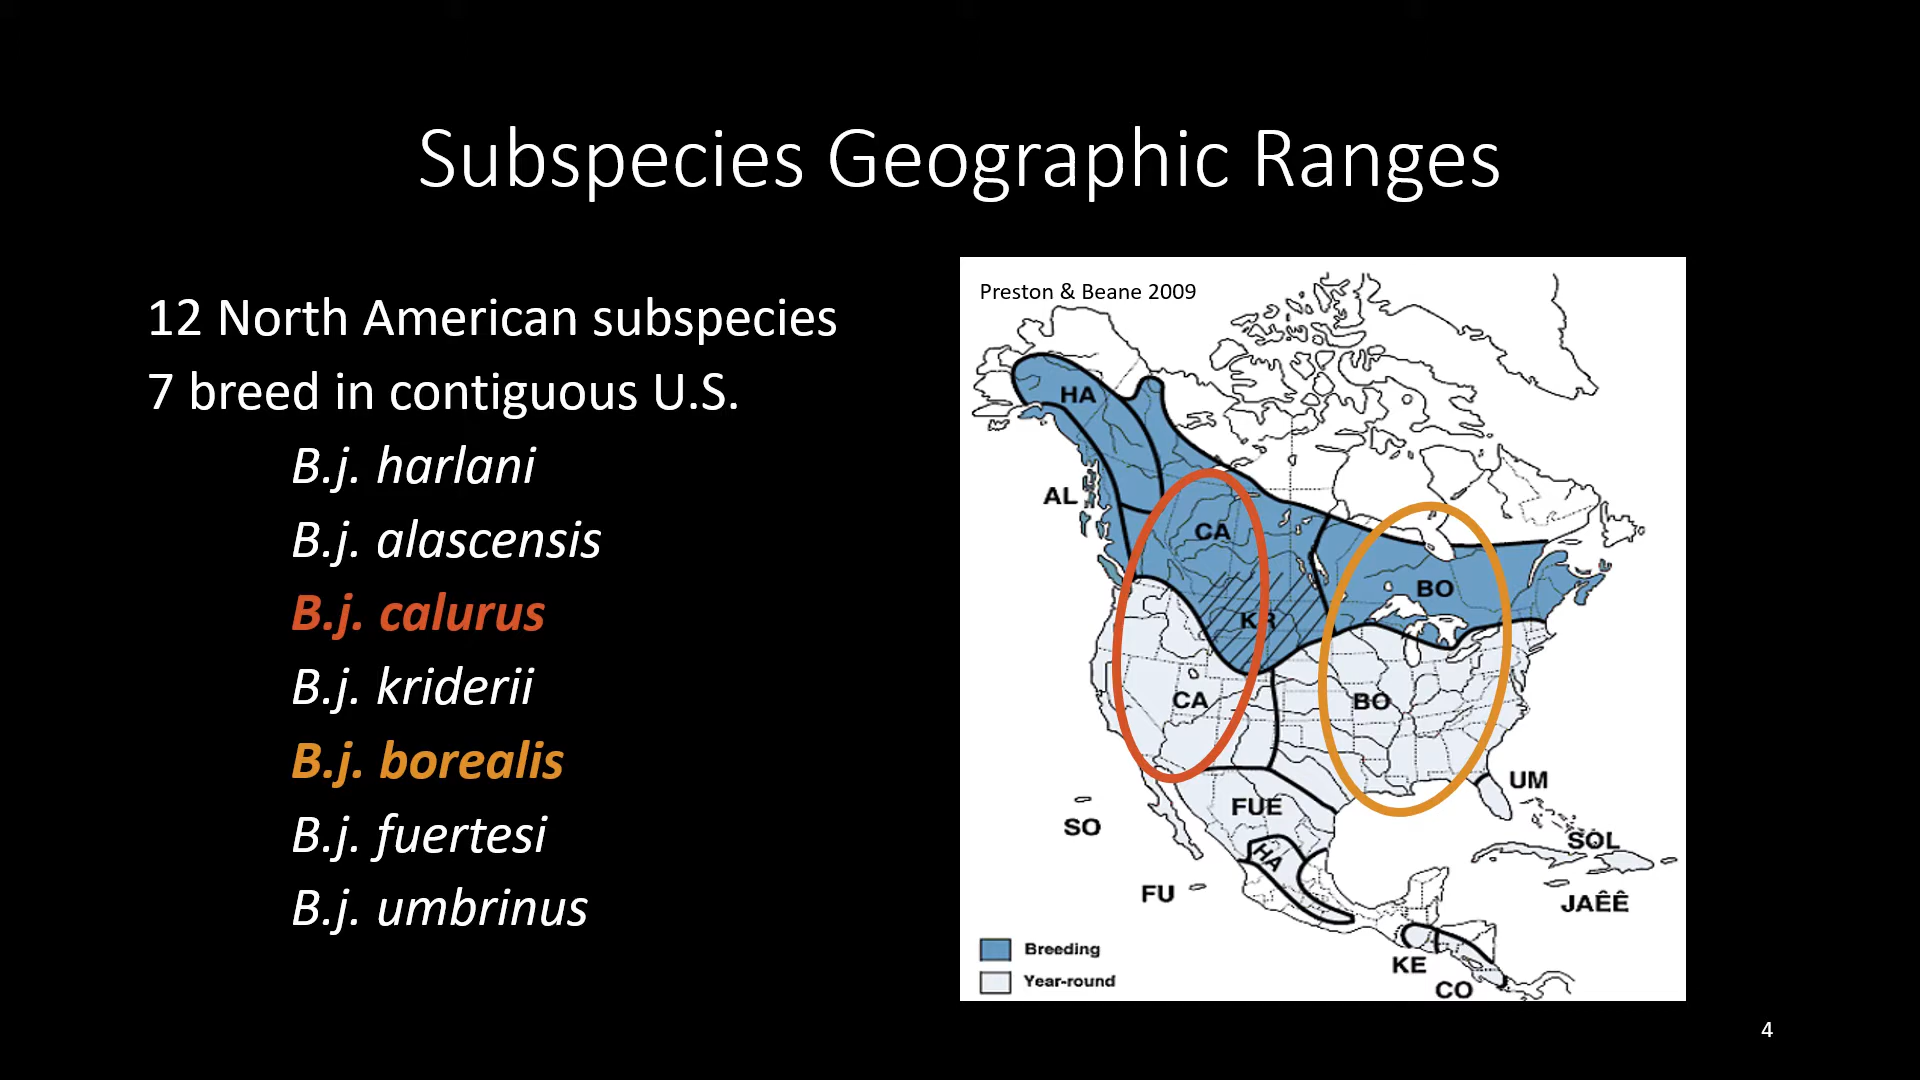 Subspecies Geographic Ranges
12 North American subspecies
7 breed in contiguous U.S.
B.j. harlani
B.j. alascensis
B.j. calurus
B.j. kriderii
B.j. borealis
B.j. fuertesi
B.j. umbrinus
Preston & Beane 2009
HA
AL
CA
BO
KR
CA
BO
UM
FUE
SO
SOL
HA
FU
JAÊÊ
KE
CO
Breeding
Year-round
4